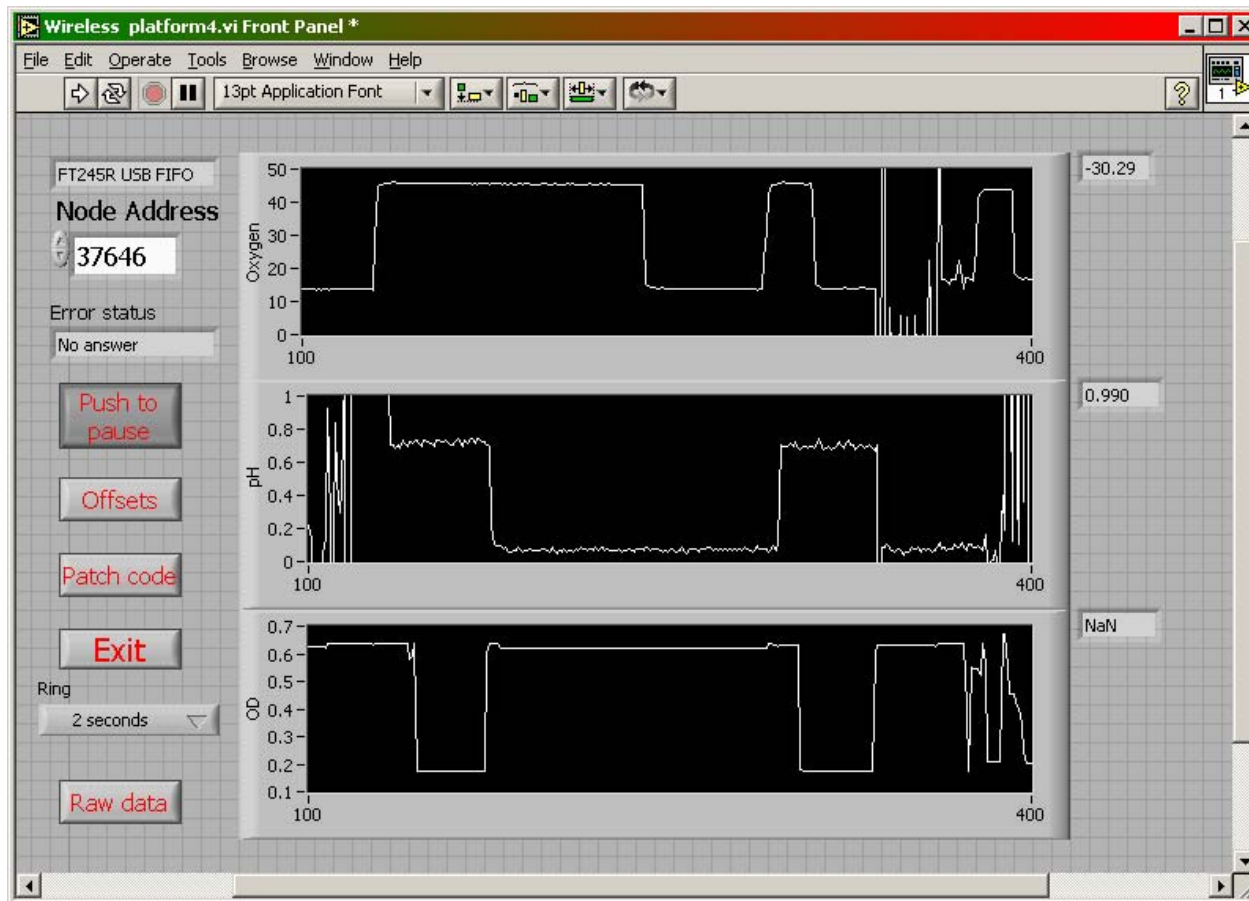 Wireless platform4.vi Front Panel *
File Edit Operate Tools Browse Window Help
13pt Application Font
?
1
FT245R USB FIFO
Node Address
37646
Error status
No answer
Push to
pause
Offsets
Patch code
Exit
Ring
2 seconds
Raw data
Oxygen
50
40
30
20
10
0
100 400
-30.29
pH
1
0.8
0.6
0.4
0.2
0
100 400
0.990
OD
0.7
0.6
0.5
0.4
0.3
0.2
0.1
100 400
NaN